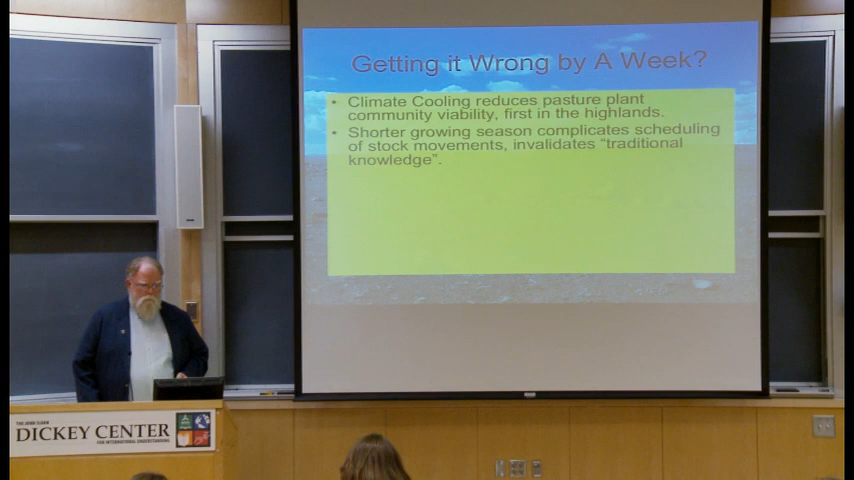 Getting it Wrong by A Week?
• Climate Cooling reduces pasture plant
community viability, first in the highlands.
• Shorter growing season complicates scheduling
of stock movements, invalidates "traditional
knowledge".
THE JOHN SLOAN
DICKEY CENTER
FOR INTERNATIONAL UNDERSTANDING